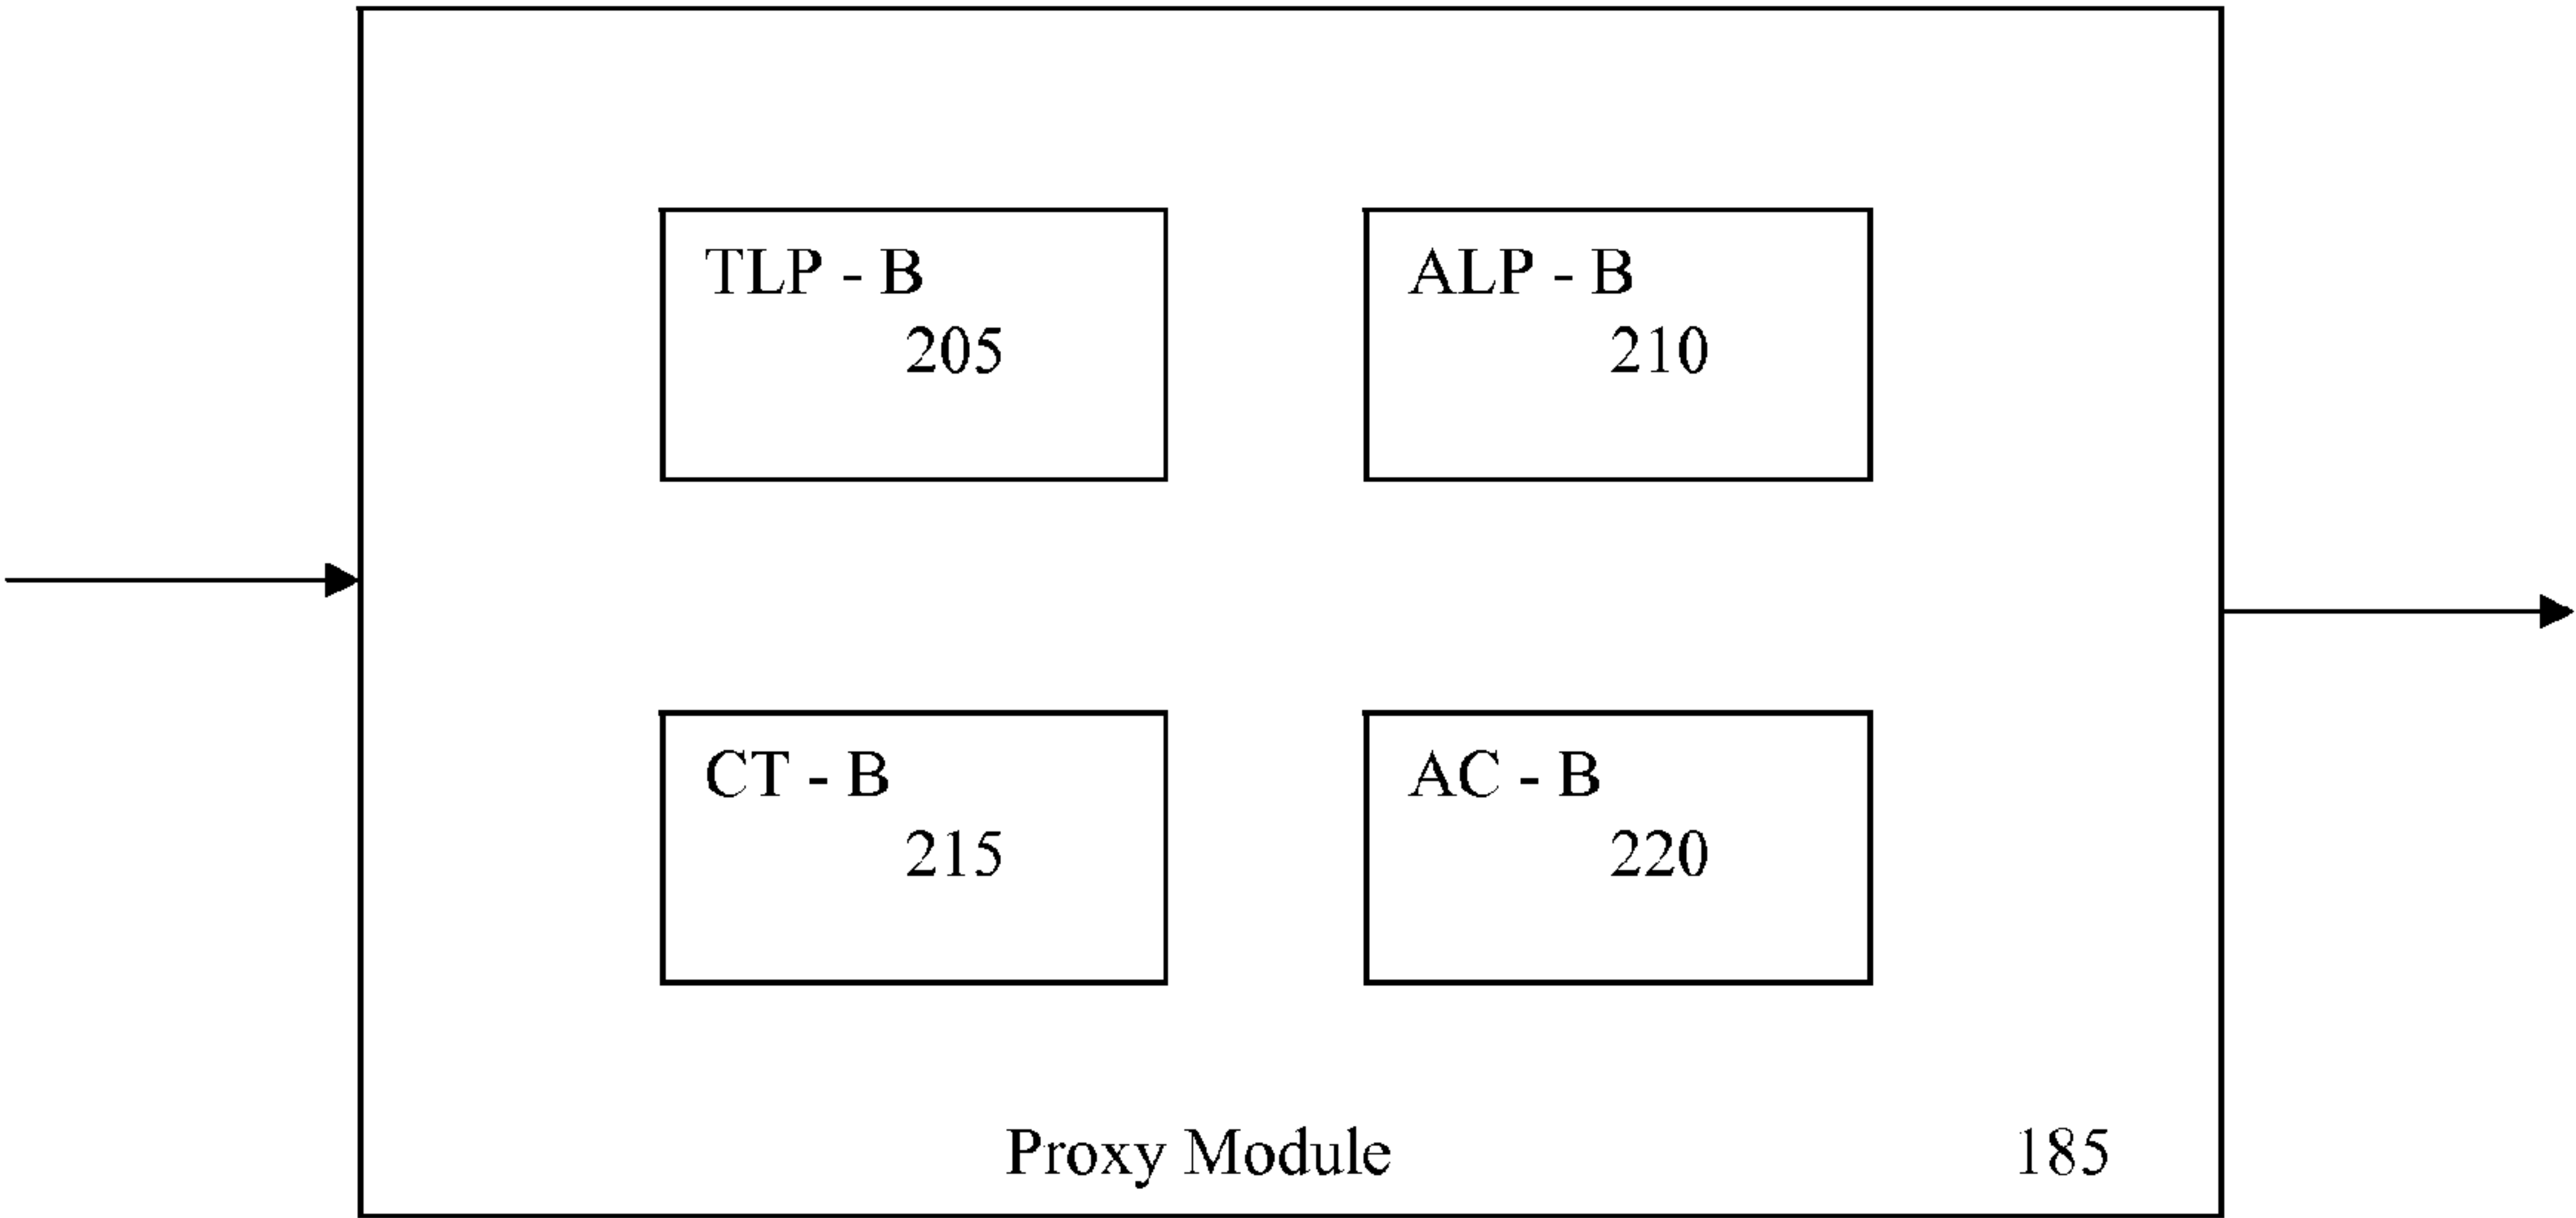 TLP - B
205
ALP - B
210
CT - B
215
AC - B
220
Proxy Module
185